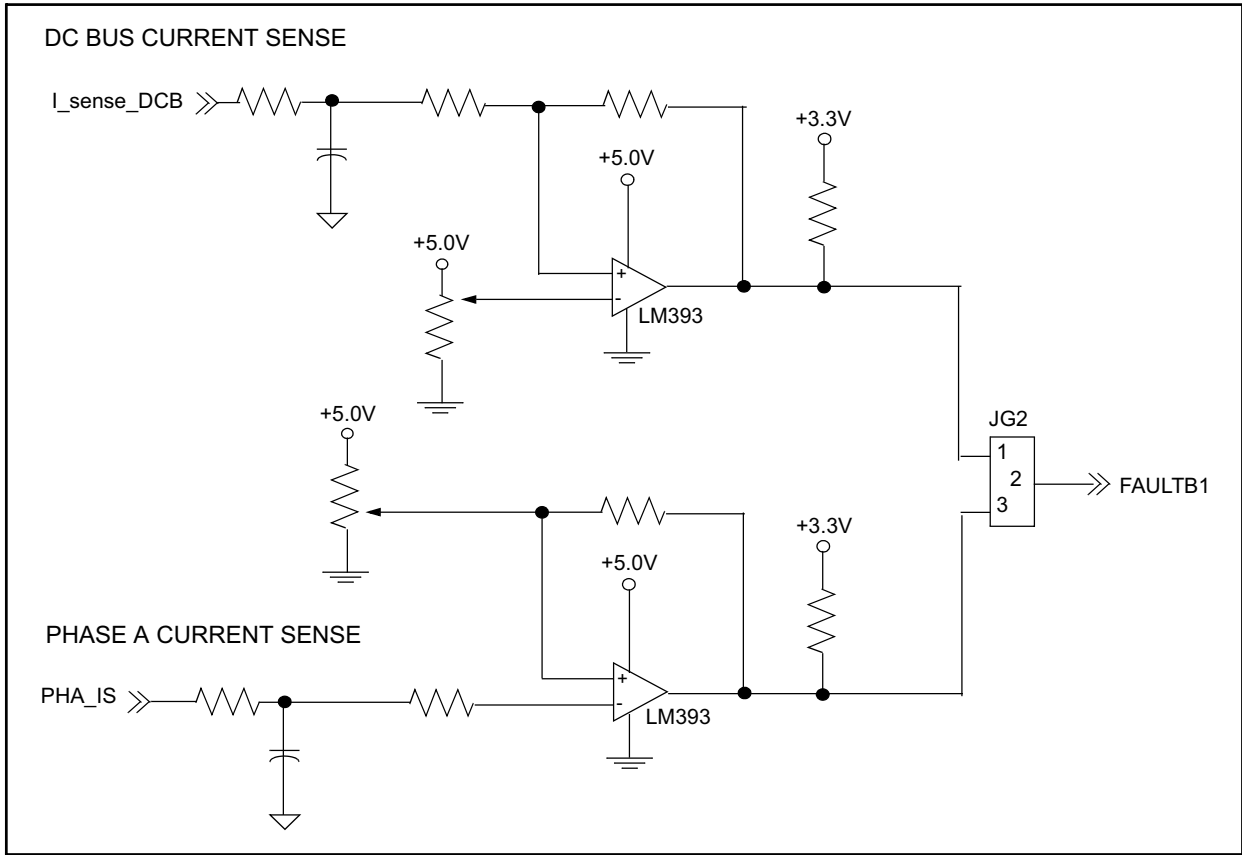 DC BUS CURRENT SENSE
I_sense_DCB
+3.3V
+5.0V
+5.0V
+
-
LM393
+5.0V
JG2
1
2
3
FAULTB1
+3.3V
+5.0V
PHASE A CURRENT SENSE
PHA_IS
+
-
LM393